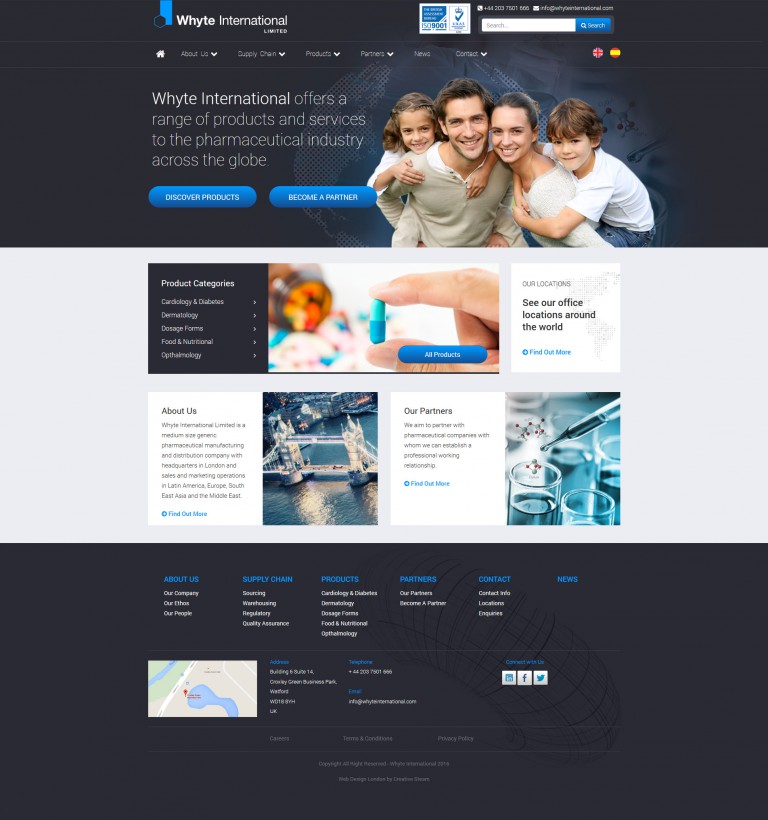 Whyte International
LIMITED
ISO9001
+44 203 7501 666 info@whyteinternational.com
Search... Search
About Us Supply Chain Products Partners News Contact
Whyte International offers a
range of products and services
to the pharmaceutical industry
across the globe.
DISCOVER PRODUCTS BECOME A PARTNER
Product Categories
Cardiology & Diabetes
Dermatology
Dosage Forms
Food & Nutritional
Opthalmology
All Products
OUR LOCATIONS
See our office
locations around
the world
Find Out More
About Us
Whyte International Limited is a
medium size generic
pharmaceutical manufacturing
and distribution company with
headquarters in London and
sales and marketing operations
in Latin America, Europe, South
East Asia and the Middle East.
Find Out More
Our Partners
We aim to partner with
pharmaceutical companies with
whom we can establish a
professional working
relationship.
Find Out More
ABOUT US
Our Company
Our Ethos
Our People
SUPPLY CHAIN
Sourcing
Warehousing
Regulatory
Quality Assurance
PRODUCTS
Cardiology & Diabetes
Dermatology
Dosage Forms
Food & Nutritional
Opthalmology
PARTNERS
Our Partners
Become A Partner
CONTACT
Contact Info
Locations
Enquiries
NEWS
Address
Building 6 Suite 14,
Croxley Green Business Park,
Watford
WD18 8YH
UK
Telephone
+ 44 203 7501 666
Email
info@whyteinternational.com
Connect with Us
Careers Terms & Conditions Privacy Policy
Copyright All Right Reserved - Whyte International 2016
Web Design London by Creative Steam